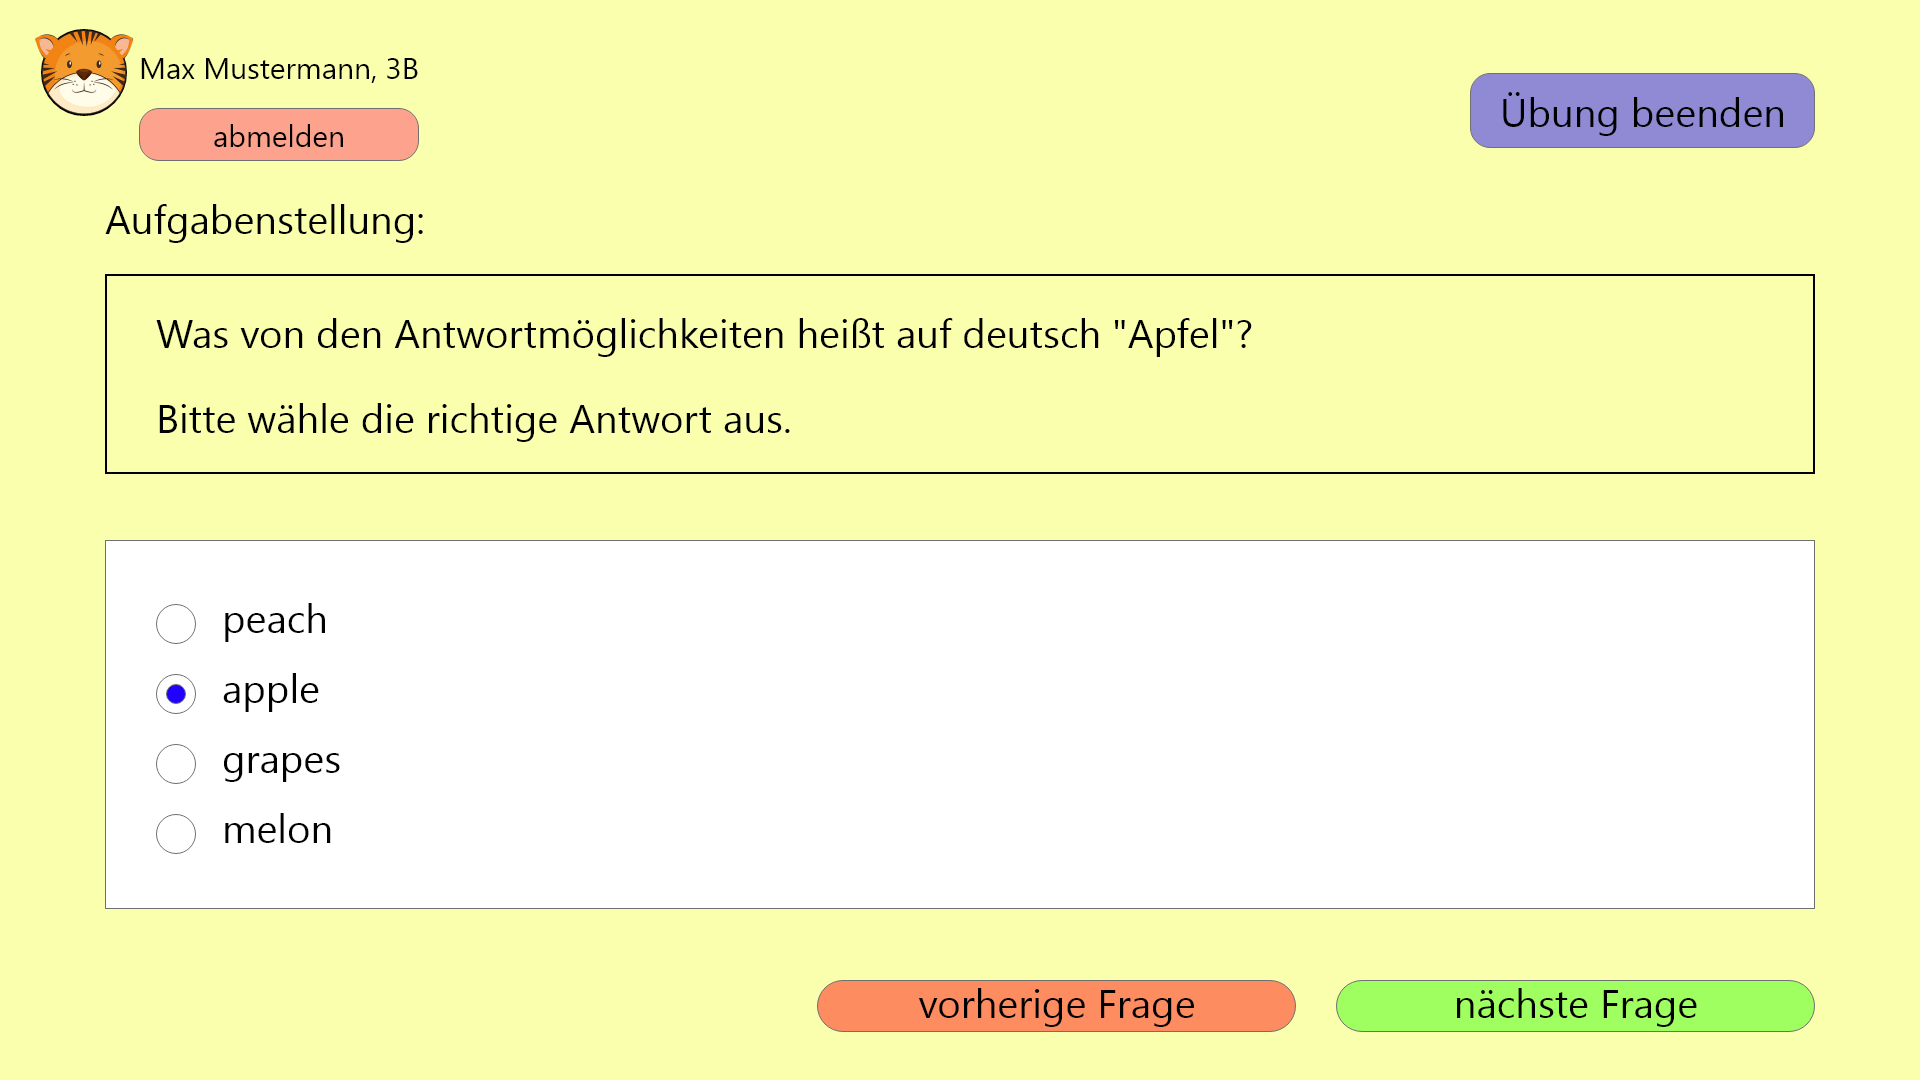 Max Mustermann, 3B
abmelden
Übung beenden
Aufgabenstellung:
Was von den Antwortmöglichkeiten heißt auf deutsch "Apfel"?
Bitte wähle die richtige Antwort aus.
peach
apple
grapes
melon
vorherige Frage
nächste Frage